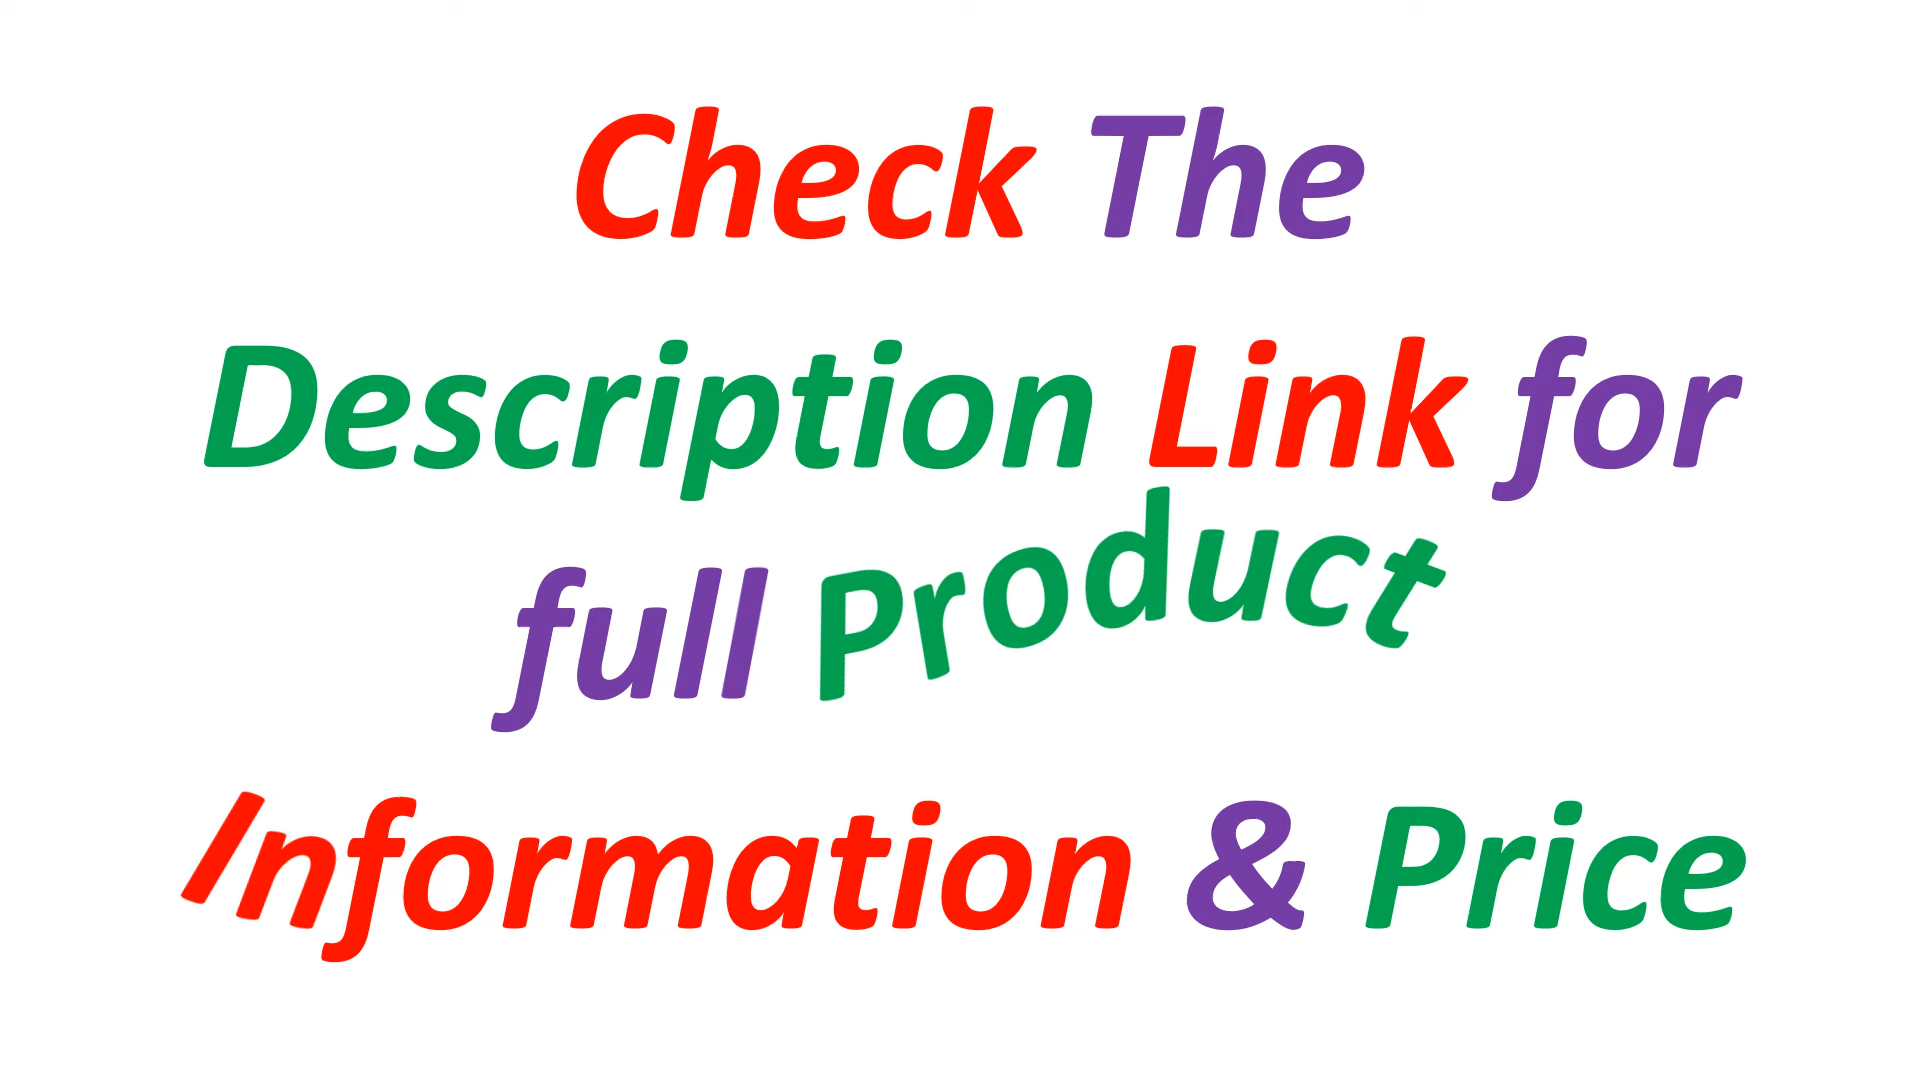 Check The
Description Link for
full Product
Information & Price